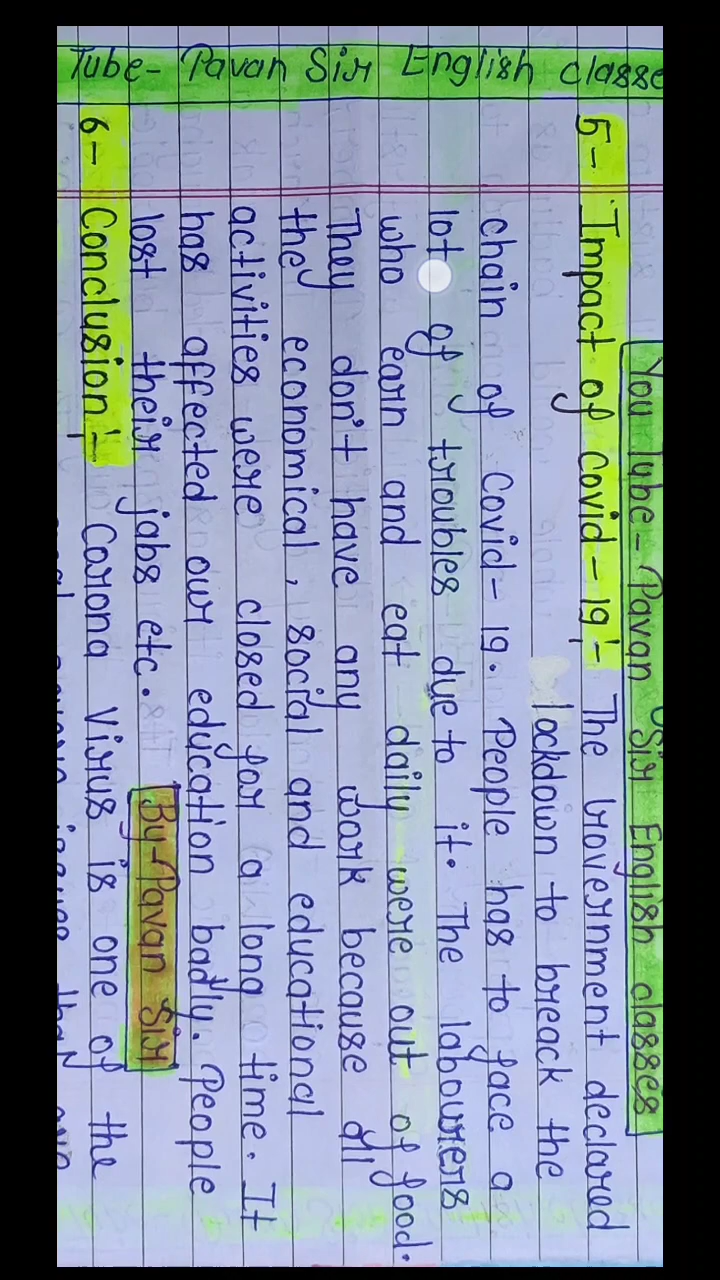 Tube- Pavan Sir English classe
You Tube- Pavan Sir English classes
5- Impact of Covid-19:- The Government declared
lockdown to breack the
chain of Covid-19. People has to face a
lot of troubles due to it. The labourers
who earn and eat daily were out of food.
They don't have any work because all
the economical, social and educational
activities were closed for a long time. It
has affected our education badly. People
lost their jabs etc. By-Pavan Sir
6- Conclusion:- Carona Virus is one of the